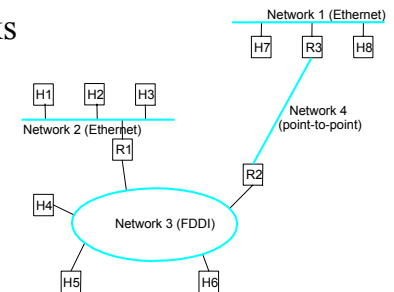 Network 1 (Ethernet)
H7 R3 H8
H1 H2 H3
Network 2 (Ethernet)
R1
Network 4
(point-to-point)
R2
H4
Network 3 (FDDI)
H5 H6